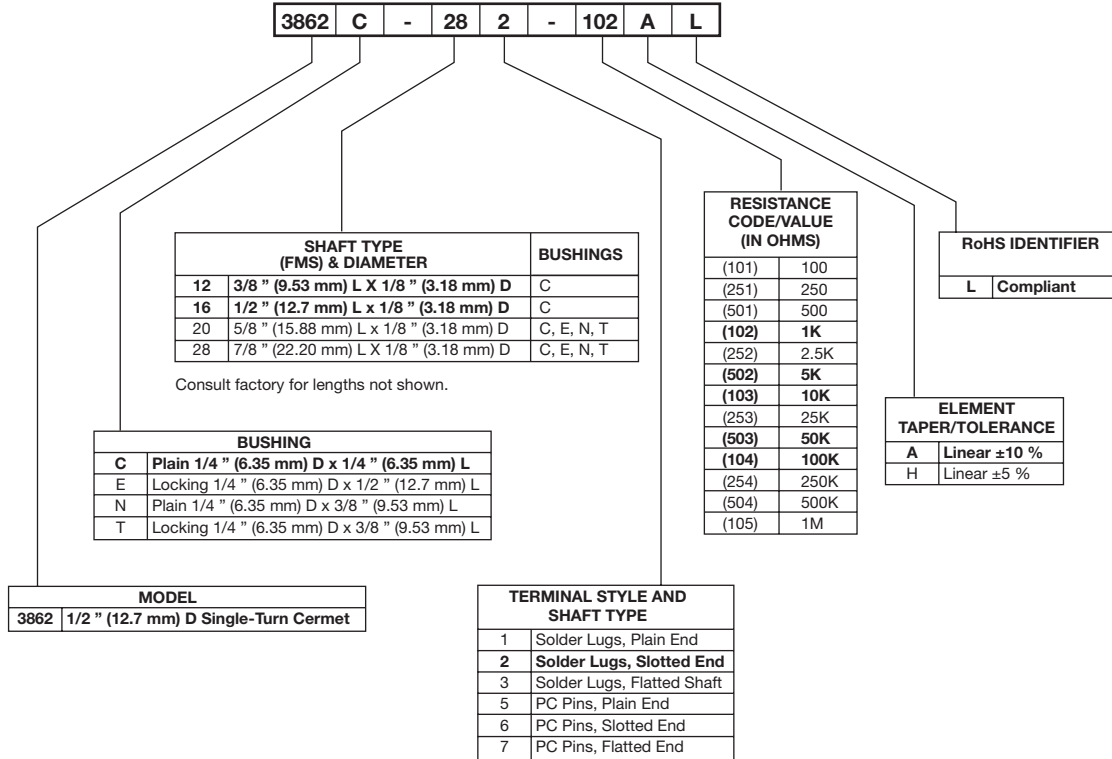 3862 C - 28 2 - 102 A L
SHAFT TYPE
(FMS) & DIAMETER BUSHINGS
12 3/8 ” (9.53 mm) L X 1/8 ” (3.18 mm) D C
16 1/2 ” (12.7 mm) L x 1/8 ” (3.18 mm) D C
20 5/8 ” (15.88 mm) L x 1/8 ” (3.18 mm) D C, E, N, T
28 7/8 ” (22.20 mm) L X 1/8 ” (3.18 mm) D C, E, N, T
Consult factory for lengths not shown.
RESISTANCE
CODE/VALUE
(IN OHMS)
(101) 100
(251) 250
(501) 500
(102) 1K
(252) 2.5K
(502) 5K
(103) 10K
(253) 25K
(503) 50K
(104) 100K
(254) 250K
(504) 500K
(105) 1M
RoHS IDENTIFIER
L Compliant
ELEMENT
TAPER/TOLERANCE
A Linear ±10 %
H Linear ±5 %
BUSHING
C Plain 1/4 ” (6.35 mm) D x 1/4 ” (6.35 mm) L
E Locking 1/4 ” (6.35 mm) D x 1/2 ” (12.7 mm) L
N Plain 1/4 ” (6.35 mm) D x 3/8 ” (9.53 mm) L
T Locking 1/4 ” (6.35 mm) D x 3/8 ” (9.53 mm) L
MODEL
3862 1/2 ” (12.7 mm) D Single-Turn Cermet
TERMINAL STYLE AND
SHAFT TYPE
1 Solder Lugs, Plain End
2 Solder Lugs, Slotted End
3 Solder Lugs, Flatted Shaft
5 PC Pins, Plain End
6 PC Pins, Slotted End
7 PC Pins, Flatted End